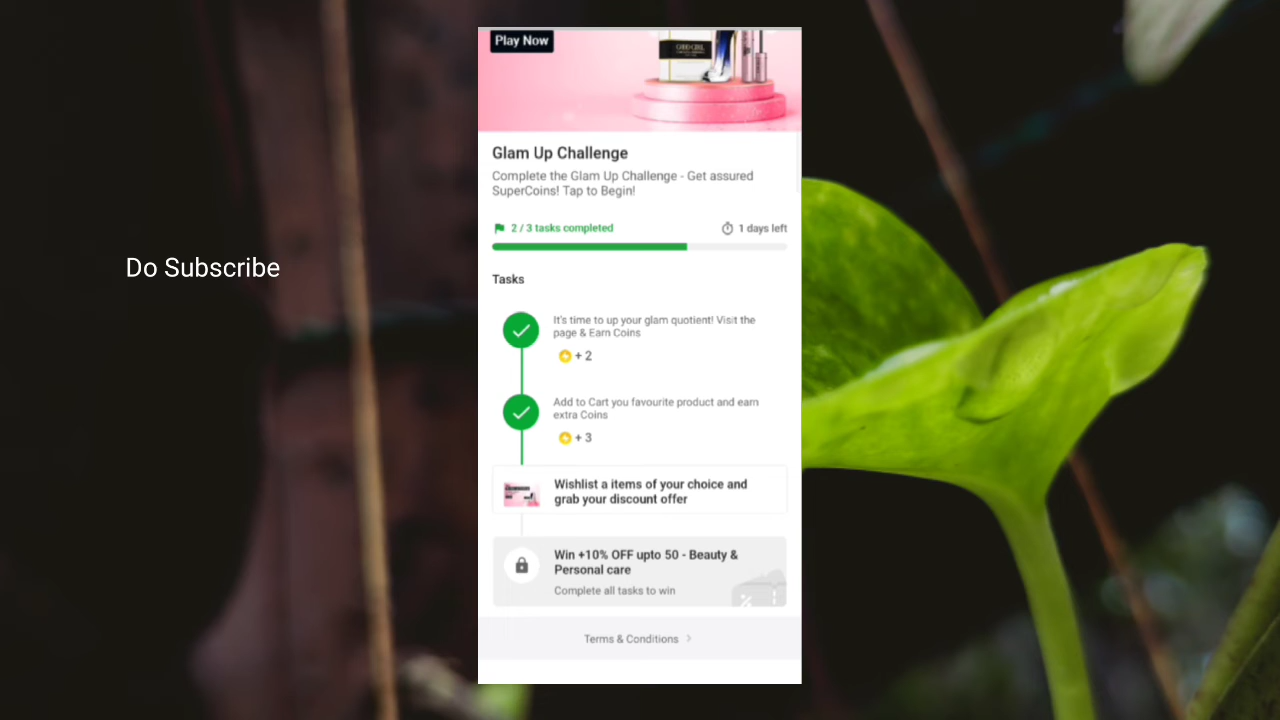 Play Now
Glam Up Challenge
Complete the Glam Up Challenge - Get assured
SuperCoins! Tap to Begin!
2 / 3 tasks completed
1 days left
Do Subscribe
Tasks
It's time to up your glam quotient! Visit the
page & Earn Coins
+ 2
Add to Cart you favourite product and earn
extra Coins
+ 3
Wishlist a items of your choice and
grab your discount offer
Win +10% OFF upto 50 - Beauty &
Personal care
Complete all tasks to win
Terms & Conditions